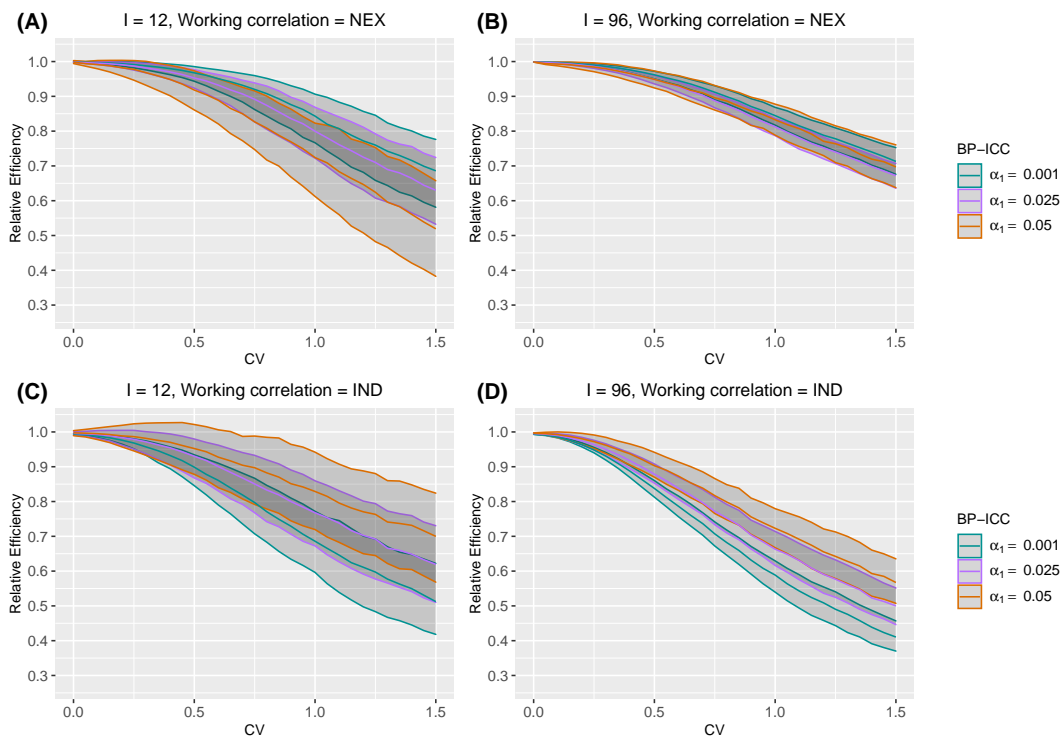 (A) I = 12, Working correlation = NEX
Relative Efficiency
1.0
0.9
0.8
0.7
0.6
0.5
0.4
0.3
0.0 0.5 1.0 1.5
CV
(B) I = 96, Working correlation = NEX
Relative Efficiency
1.0
0.9
0.8
0.7
0.6
0.5
0.4
0.3
0.0 0.5 1.0 1.5
CV
BP−ICC
α₁ = 0.001
α₁ = 0.025
α₁ = 0.05
(C) I = 12, Working correlation = IND
Relative Efficiency
1.0
0.9
0.8
0.7
0.6
0.5
0.4
0.3
0.0 0.5 1.0 1.5
CV
(D) I = 96, Working correlation = IND
Relative Efficiency
1.0
0.9
0.8
0.7
0.6
0.5
0.4
0.3
0.0 0.5 1.0 1.5
CV
BP−ICC
α₁ = 0.001
α₁ = 0.025
α₁ = 0.05